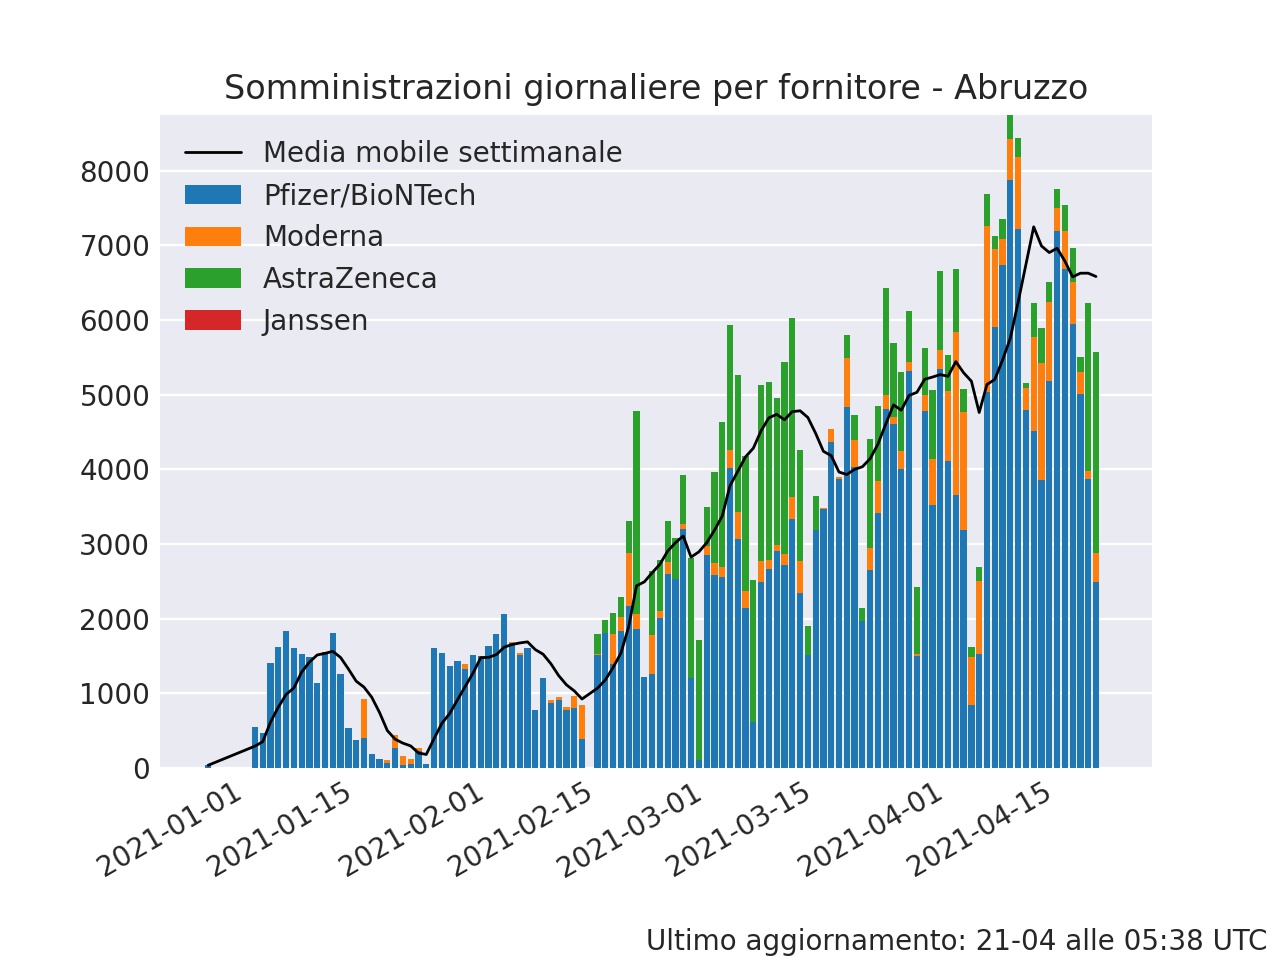 Somministrazioni giornaliere per fornitore - Abruzzo
Media mobile settimanale
Pfizer/BioNTech
Moderna
AstraZeneca
Janssen
8000
7000
6000
5000
4000
3000
2000
1000
0
2021-01-01
2021-01-15
2021-02-01
2021-02-15
2021-03-01
2021-03-15
2021-04-01
2021-04-15
Ultimo aggiornamento: 21-04 alle 05:38 UTC